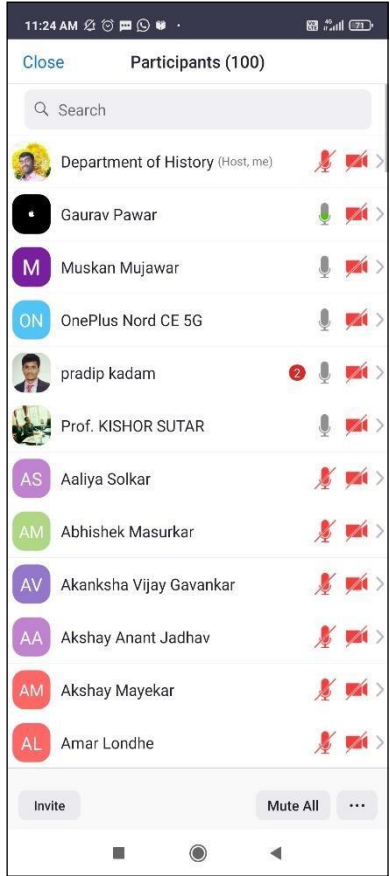 11:24 AM
4G
71
Close
Participants (100)
Search
Department of History (Host, me)
Gaurav Pawar
M
Muskan Mujawar
ON
OnePlus Nord CE 5G
pradip kadam
2
Prof. KISHOR SUTAR
AS
Aaliya Solkar
AM
Abhishek Masurkar
AV
Akanksha Vijay Gavankar
AA
Akshay Anant Jadhav
AM
Akshay Mayekar
AL
Amar Londhe
Invite
Mute All